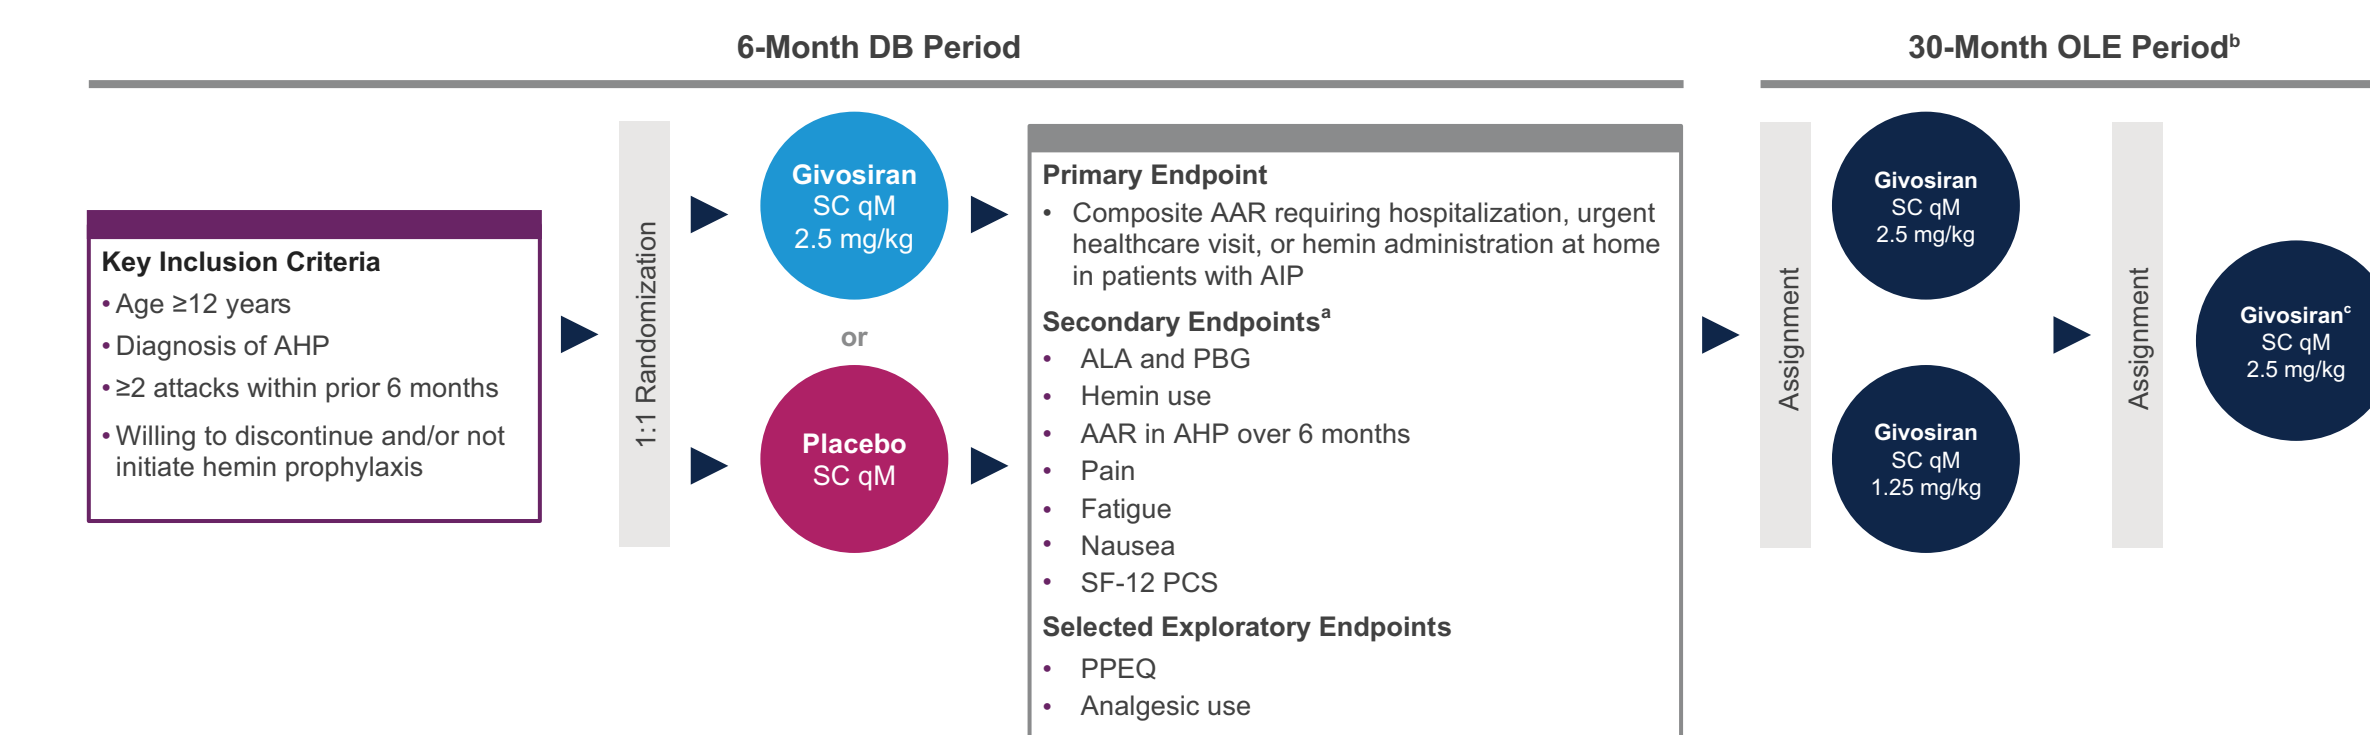 6-Month DB Period
30-Month OLE Periodᵇ
Key Inclusion Criteria
• Age ≥12 years
• Diagnosis of AHP
• ≥2 attacks within prior 6 months
• Willing to discontinue and/or not
initiate hemin prophylaxis
1:1 Randomization
Givosiran
SC qM
2.5 mg/kg
or
Placebo
SC qM
Primary Endpoint
• Composite AAR requiring hospitalization, urgent
healthcare visit, or hemin administration at home
in patients with AIP
Secondary Endpointsᵃ
• ALA and PBG
• Hemin use
• AAR in AHP over 6 months
• Pain
• Fatigue
• Nausea
• SF-12 PCS
Selected Exploratory Endpoints
• PPEQ
• Analgesic use
Assignment
Givosiran
SC qM
2.5 mg/kg
Givosiran
SC qM
1.25 mg/kg
Assignment
Givosiranᶜ
SC qM
2.5 mg/kg